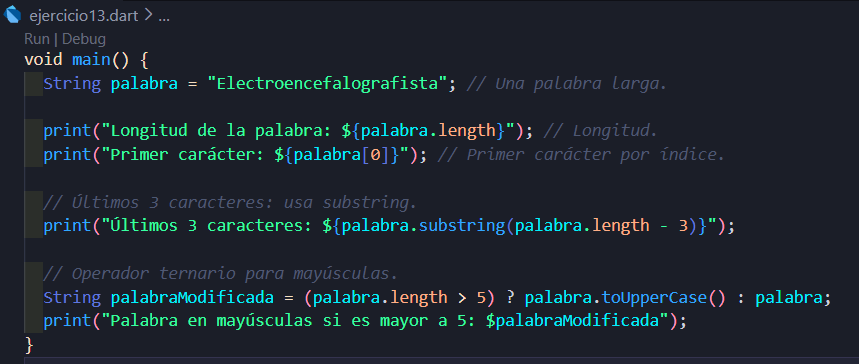 ejercicio13.dart > ...
Run | Debug
void main() {
  String palabra = "Electroencefalografista"; // Una palabra larga.

  print("Longitud de la palabra: ${palabra.length}"); // Longitud.
  print("Primer carácter: ${palabra[0]}"); // Primer carácter por índice.

  // Últimos 3 caracteres: usa substring.
  print("Últimos 3 caracteres: ${palabra.substring(palabra.length - 3)}");

  // Operador ternario para mayúsculas.
  String palabraModificada = (palabra.length > 5) ? palabra.toUpperCase() : palabra;
  print("Palabra en mayúsculas si es mayor a 5: $palabraModificada");
}